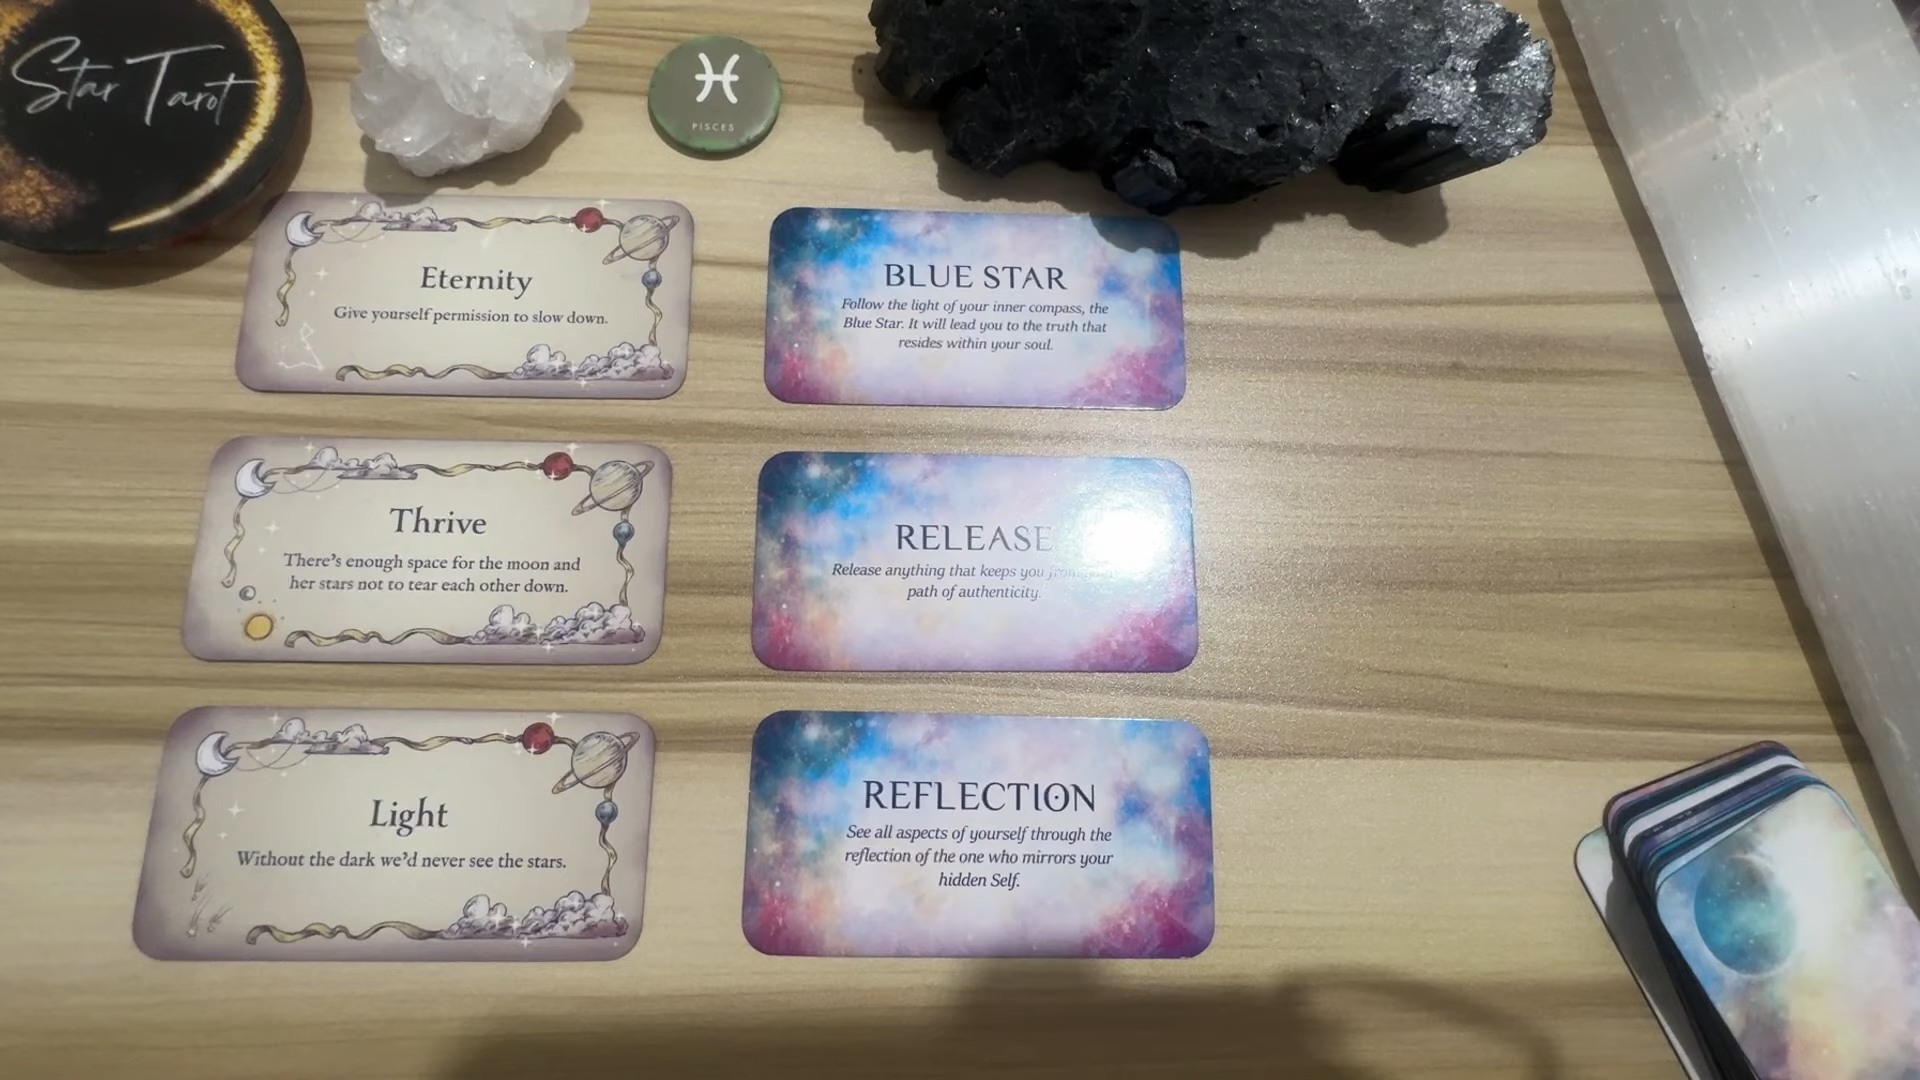 Star Tarot
PISCES
Eternity
Give yourself permission to slow down.
BLUE STAR
Follow the light of your inner compass, the
Blue Star. It will lead you to the truth that
resides within your soul.
Thrive
There's enough space for the moon and
her stars not to tear each other down.
RELEASE
Release anything that keeps you from
path of authenticity.
Light
Without the dark we'd never see the stars.
REFLECTION
See all aspects of yourself through the
reflection of the one who mirrors your
hidden Self.